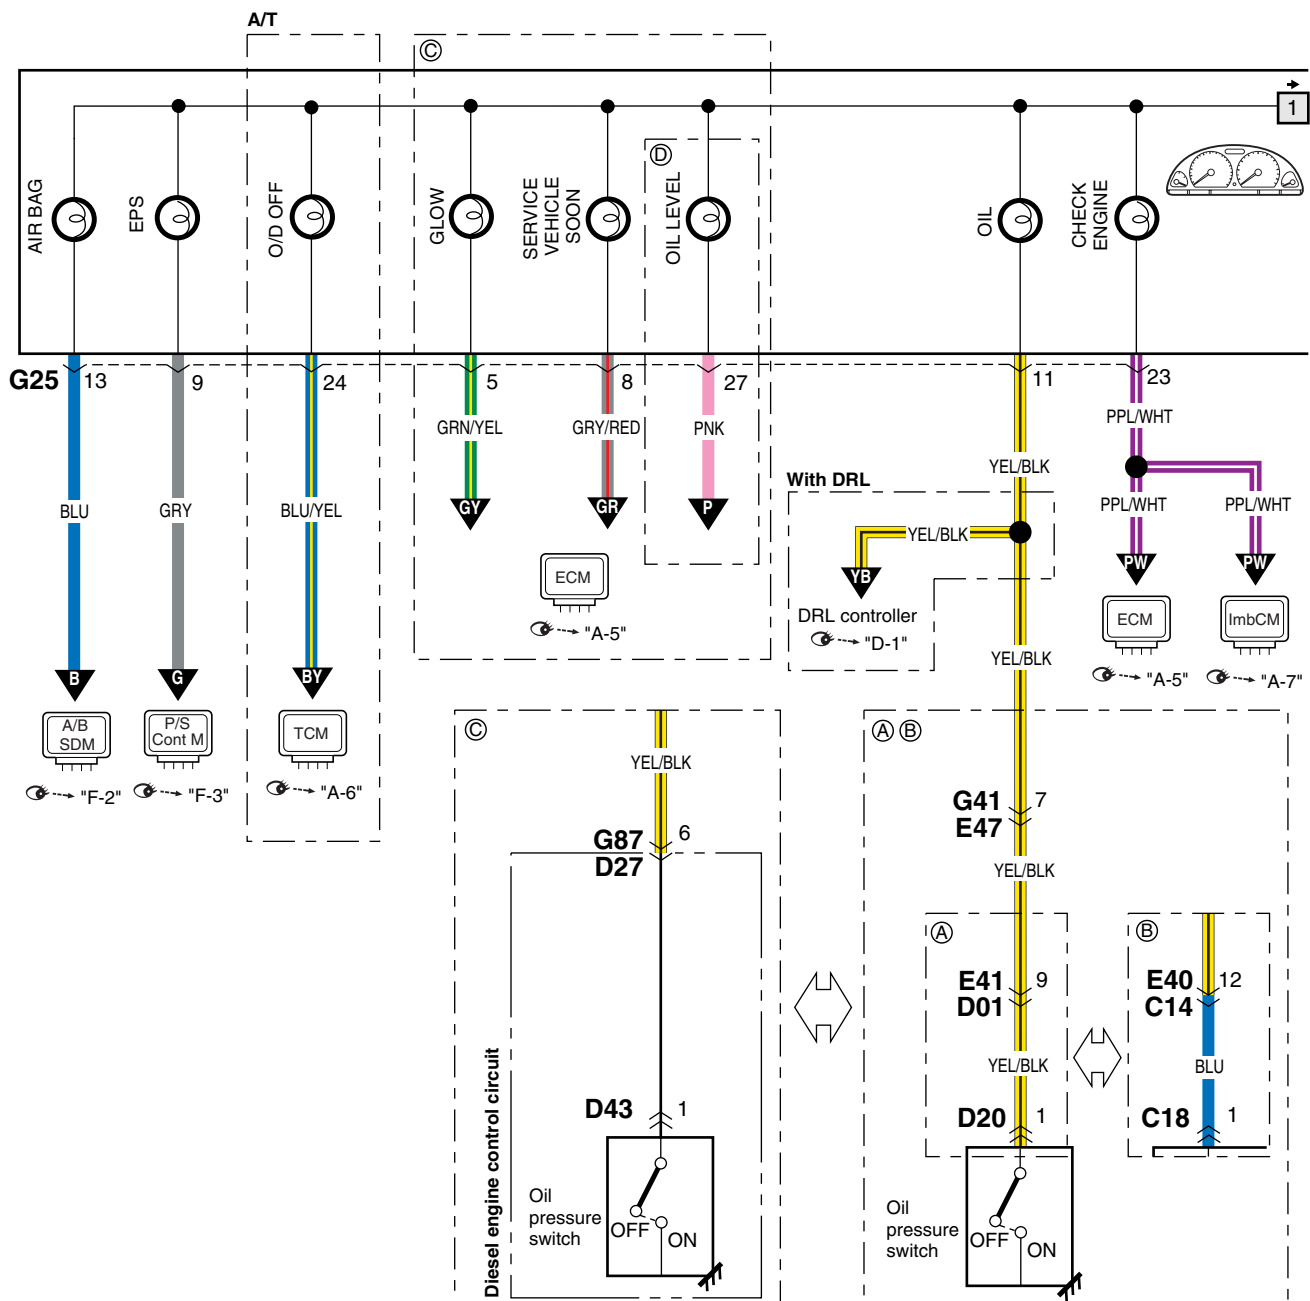 A/T
C
1
D
AIR BAG
EPS
O/D OFF
GLOW
SERVICE
VEHICLE
SOON
OIL LEVEL
OIL
CHECK
ENGINE
G25
13
9
24
5
8
27
11
23
GRN/YEL
GRY/RED
PNK
PPL/WHT
YEL/BLK
With DRL
BLU
GRY
BLU/YEL
GY
GR
P
PPL/WHT
PPL/WHT
YEL/BLK
YB
PW
PW
ECM
"A-5"
DRL controller
"D-1"
ECM
"A-5"
ImbCM
"A-7"
YEL/BLK
B
G
BY
A/B
SDM
P/S
Cont M
TCM
"F-2"
"F-3"
"A-6"
C
YEL/BLK
G87
6
D27
A B
G41
7
E47
YEL/BLK
A
E41
9
D01
YEL/BLK
D20
1
B
E40
12
C14
BLU
C18
1
D43
1
Diesel engine control circuit
Oil
pressure
switch
OFF
ON
Oil
pressure
switch
OFF
ON